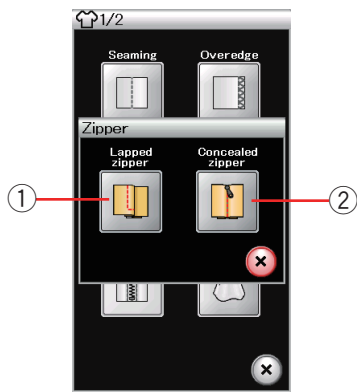 1/2
Seaming Overedge
Zipper
Lapped Concealed
zipper zipper
① ②